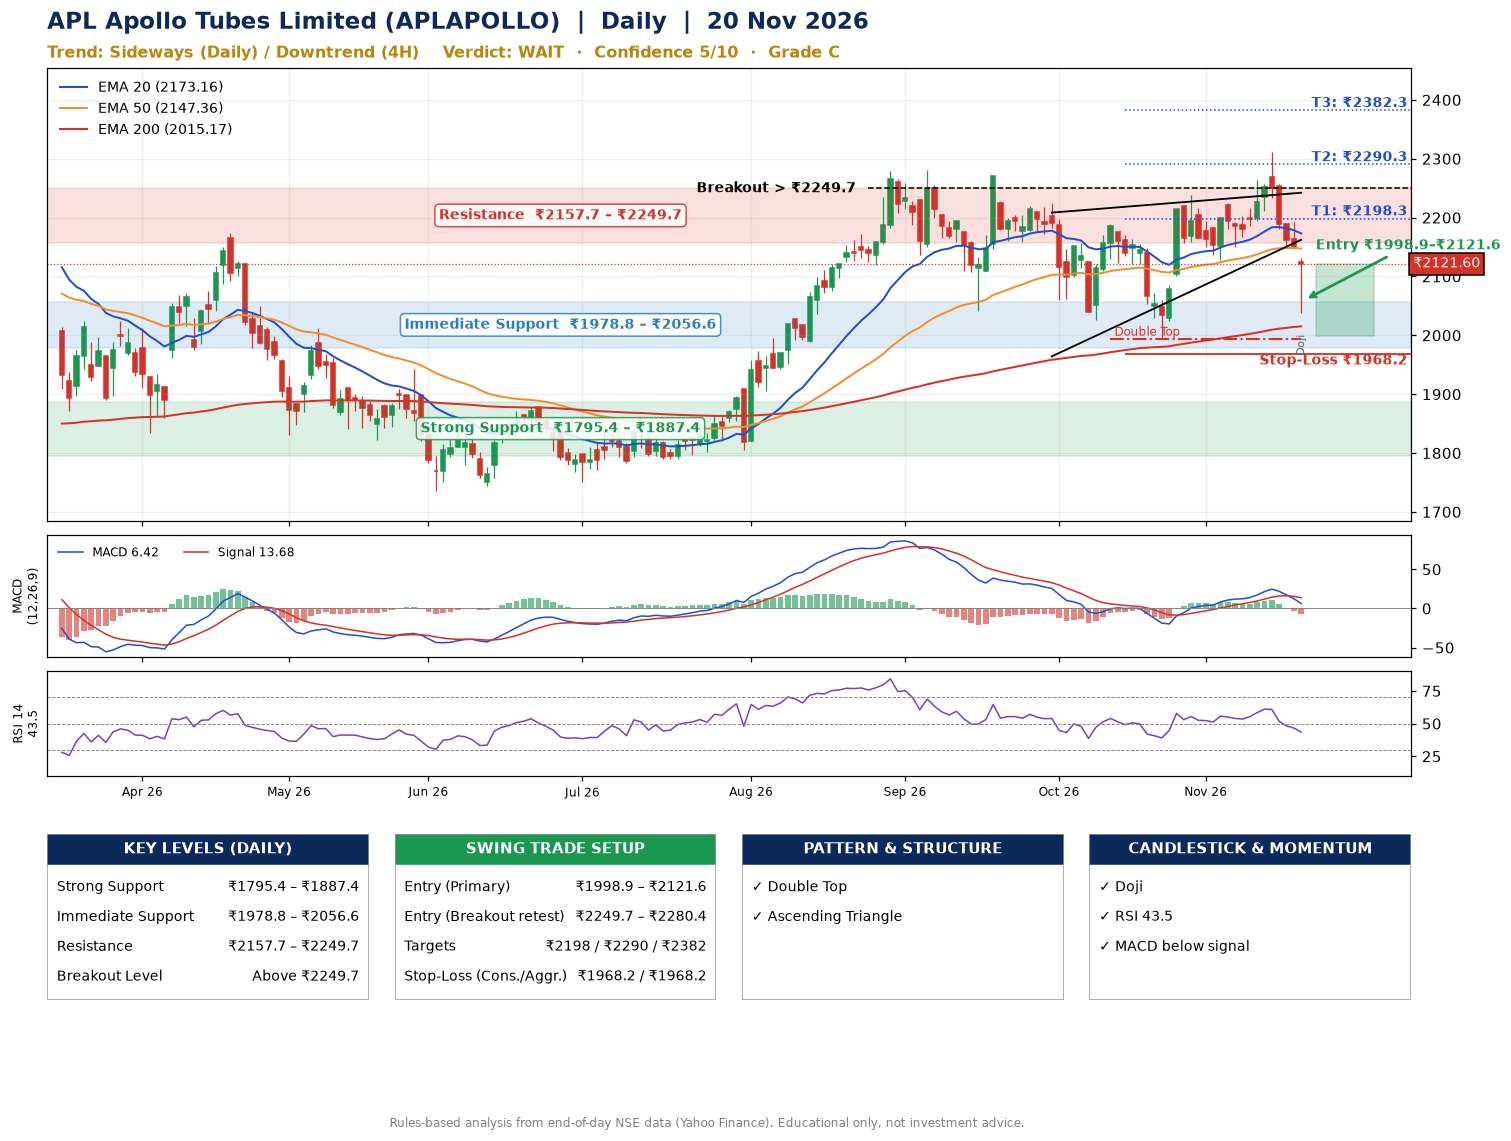 APL Apollo Tubes Limited (APLAPOLLO) | Daily | 20 Nov 2026
Trend: Sideways (Daily) / Downtrend (4H) Verdict: WAIT · Confidence 5/10 · Grade C
EMA 20 (2173.16)
EMA 50 (2147.36)
EMA 200 (2015.17)
T3: ₹2382.3
T2: ₹2290.3
Breakout > ₹2249.7
T1: ₹2198.3
Resistance ₹2157.7 – ₹2249.7
Entry ₹1998.9–₹2121.6
₹2121.60
Immediate Support ₹1978.8 – ₹2056.6
Double Top
Doji
Stop-Loss ₹1968.2
Strong Support ₹1795.4 – ₹1887.4
2400
2300
2200
2100
2000
1900
1800
1700
MACD 6.42
Signal 13.68
MACD
(12,26,9)
50
0
−50
RSI 14
43.5
75
50
25
Apr 26
May 26
Jun 26
Jul 26
Aug 26
Sep 26
Oct 26
Nov 26
KEY LEVELS (DAILY)
Strong Support ₹1795.4 – ₹1887.4
Immediate Support ₹1978.8 – ₹2056.6
Resistance ₹2157.7 – ₹2249.7
Breakout Level Above ₹2249.7
SWING TRADE SETUP
Entry (Primary) ₹1998.9 – ₹2121.6
Entry (Breakout retest) ₹2249.7 – ₹2280.4
Targets ₹2198 / ₹2290 / ₹2382
Stop-Loss (Cons./Aggr.) ₹1968.2 / ₹1968.2
PATTERN & STRUCTURE
✓ Double Top
✓ Ascending Triangle
CANDLESTICK & MOMENTUM
✓ Doji
✓ RSI 43.5
✓ MACD below signal
Rules-based analysis from end-of-day NSE data (Yahoo Finance). Educational only, not investment advice.